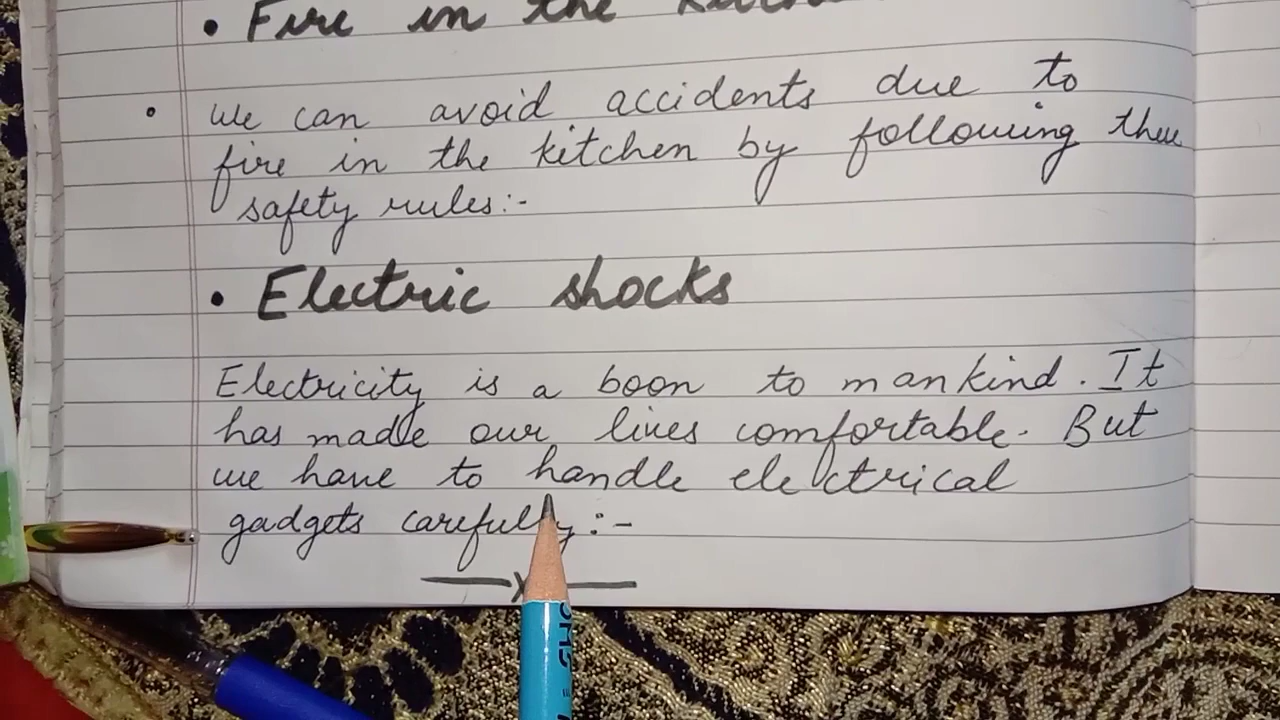 • Fire in the
• We can avoid accidents due to
fire in the kitchen by following these
safety rules:-
• Electric shocks
Electricity is a boon to mankind. It
has made our lives comfortable. But
we have to handle electrical
gadgets carefully:-